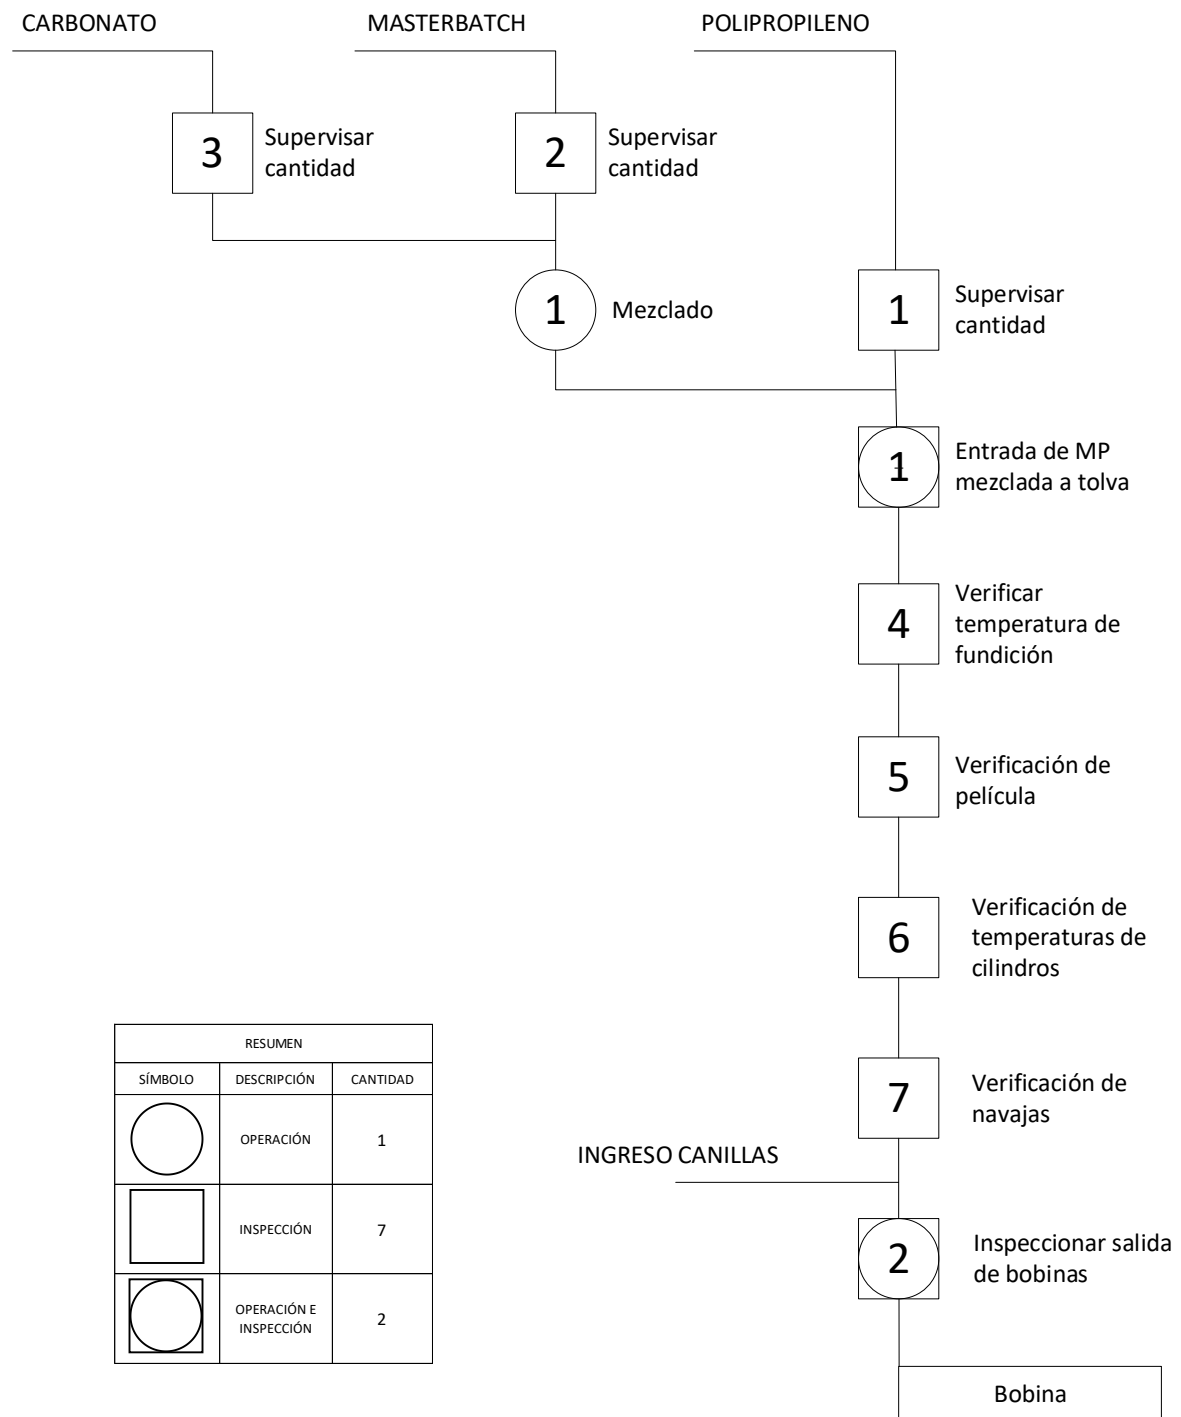 CARBONATO
MASTERBATCH
POLIPROPILENO
3
Supervisar
cantidad
2
Supervisar
cantidad
1
Mezclado
1
Supervisar
cantidad
1
Entrada de MP
mezclada a tolva
4
Verificar
temperatura de
fundición
5
Verificación de
película
6
Verificación de
temperaturas de
cilindros
7
Verificación de
navajas
INGRESO CANILLAS
2
Inspeccionar salida
de bobinas
Bobina
RESUMEN
SÍMBOLO DESCRIPCIÓN CANTIDAD
OPERACIÓN 1
INSPECCIÓN 7
OPERACIÓN E
INSPECCIÓN
2